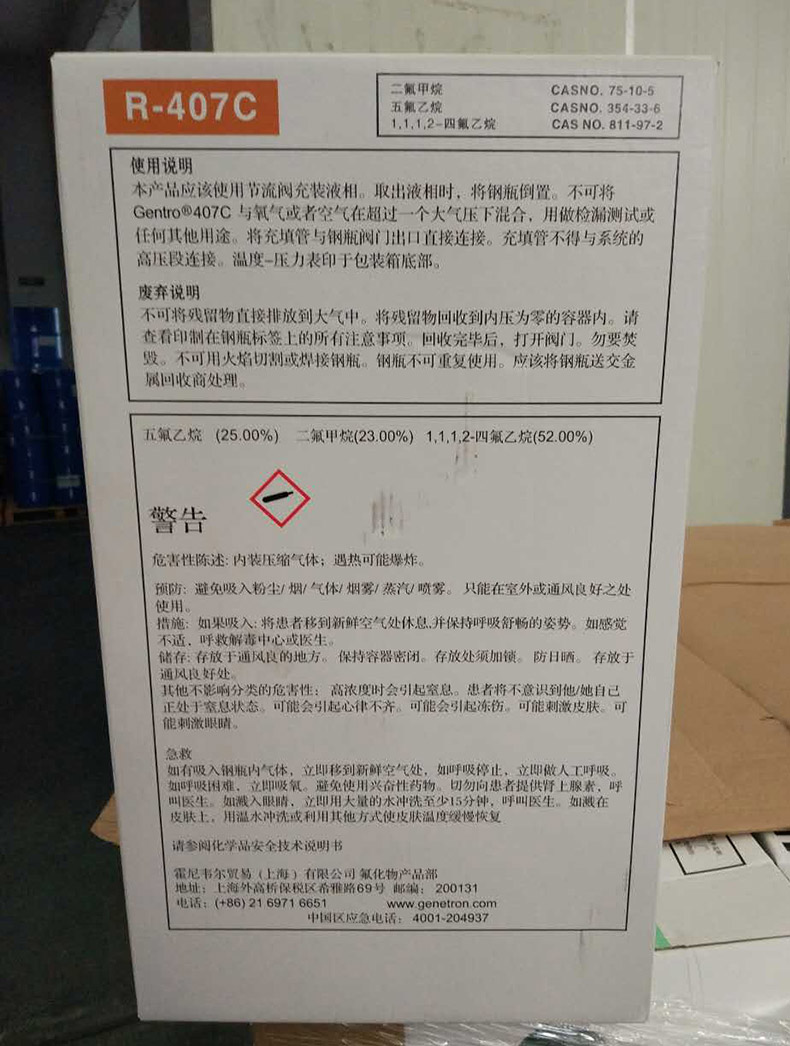 R-407C
二氟甲烷 CASNO. 75-10-5
五氟乙烷 CASNO. 354-33-6
1,1,1,2-四氟乙烷 CAS NO. 811-97-2
使用说明
本产品应该使用节流阀充装液相。取出液相时，将钢瓶倒置。不可将
Gentro®407C 与氧气或者空气在超过一个大气压下混合，用做检漏测试或
任何其他用途。将充填管与钢瓶阀门出口直接连接。充填管不得与系统的
高压段连接。温度-压力表印于包装箱底部。
废弃说明
不可将残留物直接排放到大气中。将残留物回收到内压为零的容器内。请
查看印制在钢瓶标签上的所有注意事项。回收完毕后，打开阀门。勿要焚
毁。不可用火焰切割或焊接钢瓶。钢瓶不可重复使用。应该将钢瓶送交金
属回收商处理。
五氟乙烷 (25.00%) 二氟甲烷(23.00%) 1,1,1,2-四氟乙烷(52.00%)
警告
危害性陈述: 内装压缩气体；遇热可能爆炸。
预防: 避免吸入粉尘/ 烟/ 气体/ 烟雾/ 蒸汽/ 喷雾。 只能在室外或通风良好之处
使用。
措施: 如果吸入: 将患者移到新鲜空气处休息,并保持呼吸舒畅的姿势。如感觉
不适，呼救解毒中心或医生。
储存: 存放于通风良的地方。 保持容器密闭。存放处须加锁。 防日晒。 存放于
通风良好处。
其他不影响分类的危害性： 高浓度时会引起窒息。患者将不意识到他/她自己
正处于窒息状态。可能会引起心律不齐。可能会引起冻伤。可能刺激皮肤。可
能刺激眼睛。
急救
如有吸入钢瓶内气体，立即移到新鲜空气处，如呼吸停止，立即做人工呼吸。
如呼吸困难，立即吸氧。避免使用兴奋性药物。切勿向患者提供肾上腺素，呼
叫医生。如溅入眼睛，立即用大量的水冲洗至少15分钟，呼叫医生。如溅在
皮肤上，用温水冲洗或利用其他方式使皮肤温度缓慢恢复
请参阅化学品安全技术说明书
霍尼韦尔贸易（上海）有限公司 氟化物产品部
地址：上海外高桥保税区希雅路69号 邮编： 200131
电话：(+86) 21 6971 6651 www.genetron.com
中国区应急电话： 4001-204937